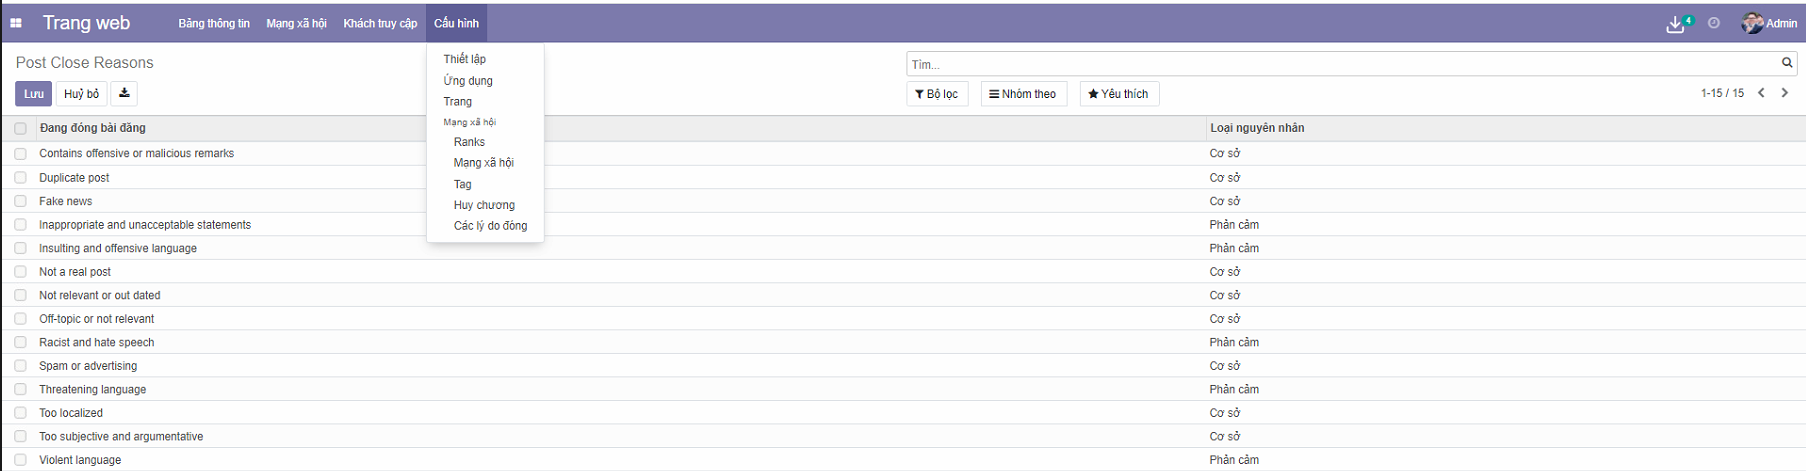 Trang web Bảng thông tin Mạng xã hội Khách truy cập Cấu hình 4 Admin
Post Close Reasons
Tìm...
Lưu Huỷ bỏ
Bộ lọc Nhóm theo Yêu thích 1-15 / 15
Thiết lập
Ứng dụng
Trang
Mạng xã hội
Ranks
Mạng xã hội
Tag
Huy chương
Các lý do đóng
Đang đóng bài đăng Loại nguyên nhân
Contains offensive or malicious remarks Cơ sở
Duplicate post Cơ sở
Fake news Cơ sở
Inappropriate and unacceptable statements Phản cảm
Insulting and offensive language Phản cảm
Not a real post Cơ sở
Not relevant or out dated Cơ sở
Off-topic or not relevant Cơ sở
Racist and hate speech Phản cảm
Spam or advertising Cơ sở
Threatening language Phản cảm
Too localized Cơ sở
Too subjective and argumentative Cơ sở
Violent language Phản cảm